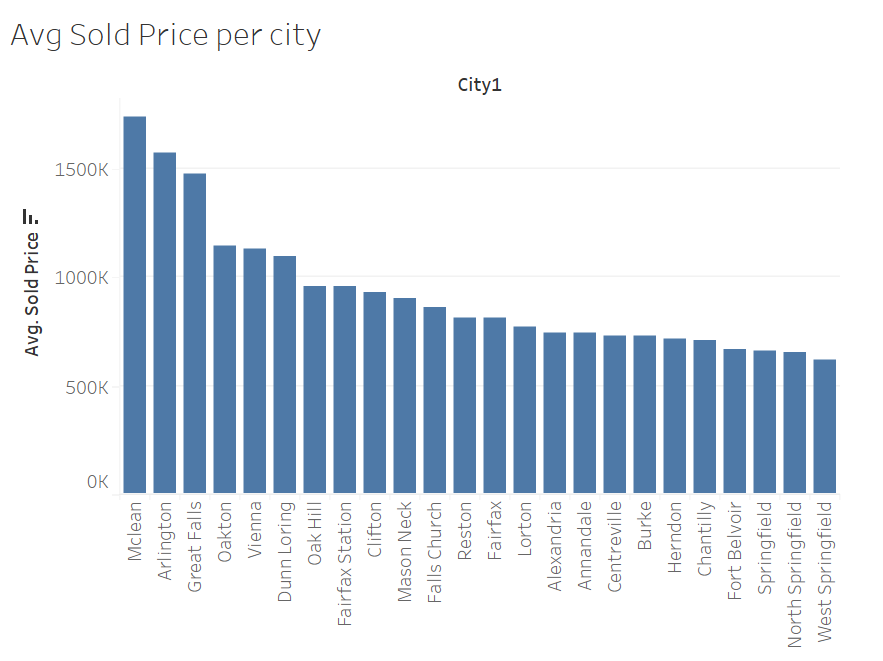 Avg Sold Price per city
City1
Avg. Sold Price
1500K
1000K
500K
0K
Mclean
Arlington
Great Falls
Oakton
Vienna
Dunn Loring
Oak Hill
Fairfax Station
Clifton
Mason Neck
Falls Church
Reston
Fairfax
Lorton
Alexandria
Annandale
Centreville
Burke
Herndon
Chantilly
Fort Belvoir
Springfield
North Springfield
West Springfield